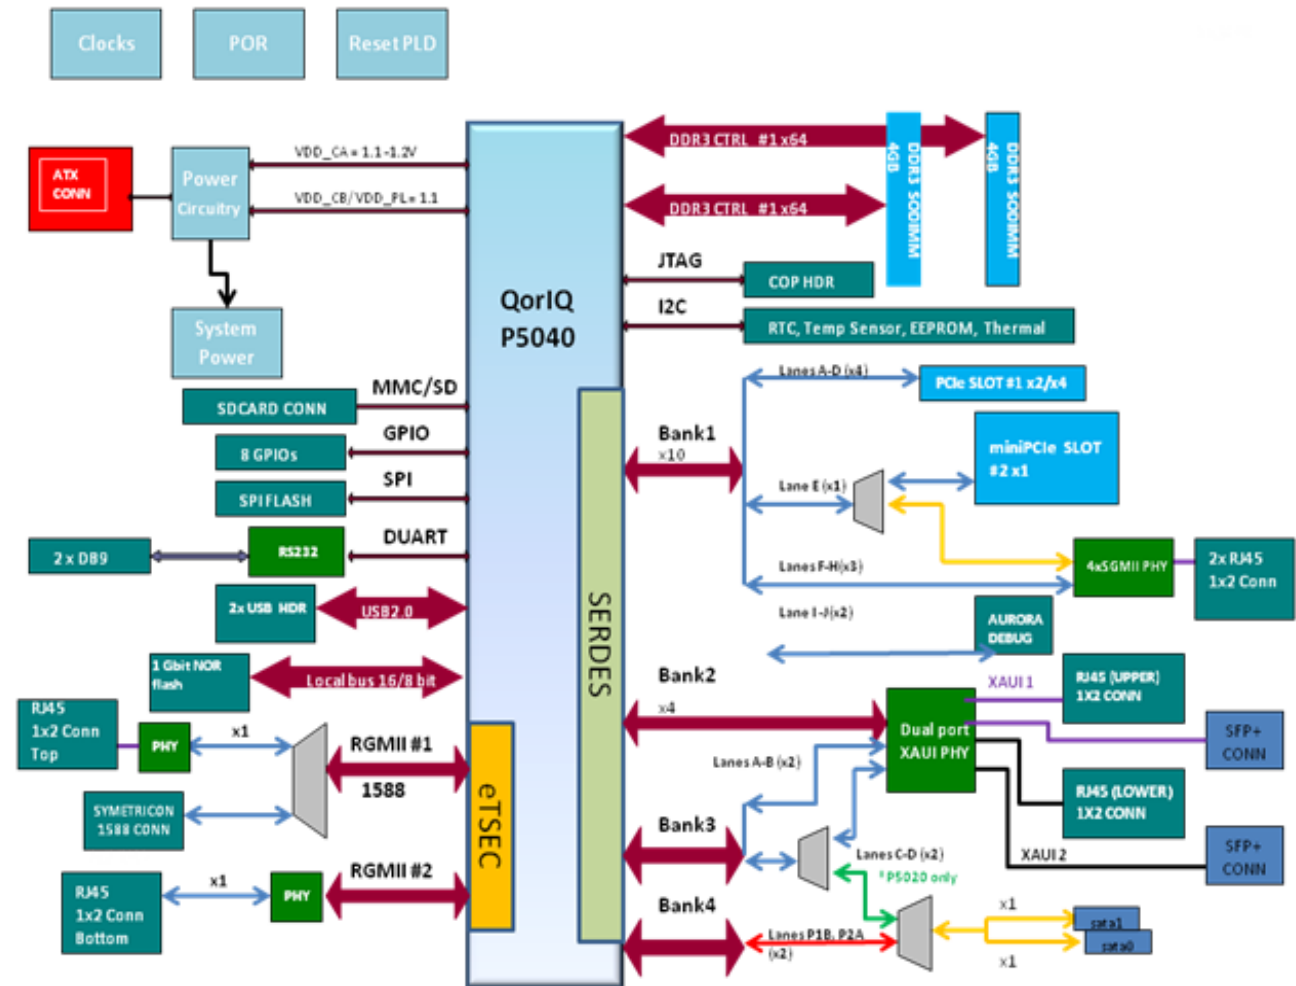 Clocks
POR
Reset PLD
ATX
CONN
Power
Circuitry
VDD_CA = 1.1-1.2V
VDD_CB/VDD_PL = 1.1
System
Power
QorIQ
P5040
DDR3 CTRL #1 x64
DDR3 CTRL #1 x64
DDR3 SODIMM
4GB
DDR3 SODIMM
4GB
JTAG
COP HDR
I2C
RTC, Temp Sensor, EEPROM, Thermal
MMC/SD
SDCARD CONN
GPIO
8 GPIOs
SPI
SPI FLASH
DUART
RS232
2 x DB9
2x USB HDR
USB2.0
1 Gbit NOR
flash
Local bus 16/8 bit
RJ45
1x2 Conn
Top
PHY
x1
RGMII #1
1588
SYMETRICON
1588 CONN
eTSEC
RJ45
1x2 Conn
Bottom
x1
PHY
RGMII #2
SERDES
Bank1
x10
Lanes A-D (x4)
PCIe SLOT #1 x2/x4
Lane E (x1)
miniPCIe SLOT
#2 x1
Lanes F-H(x3)
4xSGMII PHY
2x RJ45
1x2 Conn
Lane I-J(x2)
AURORA
DEBUG
Bank2
x4
Dual port
XAUI PHY
XAUI 1
RJ45 (UPPER)
1X2 CONN
SFP+
CONN
RJ45 (LOWER)
1X2 CONN
XAUI 2
SFP+
CONN
Lanes A-B (x2)
Bank3
Lanes C-D (x2)
* P5020 only
Bank4
Lanes P1B, P2A
(x2)
x1
sata1
sata0
x1